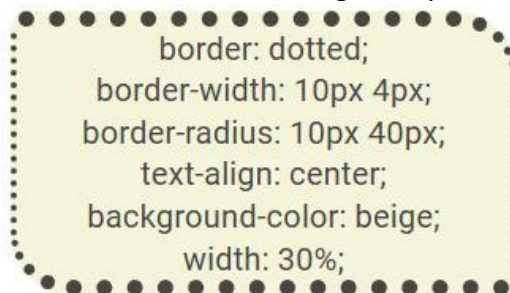 border: dotted;
border-width: 10px 4px;
border-radius: 10px 40px;
text-align: center;
background-color: beige;
width: 30%;